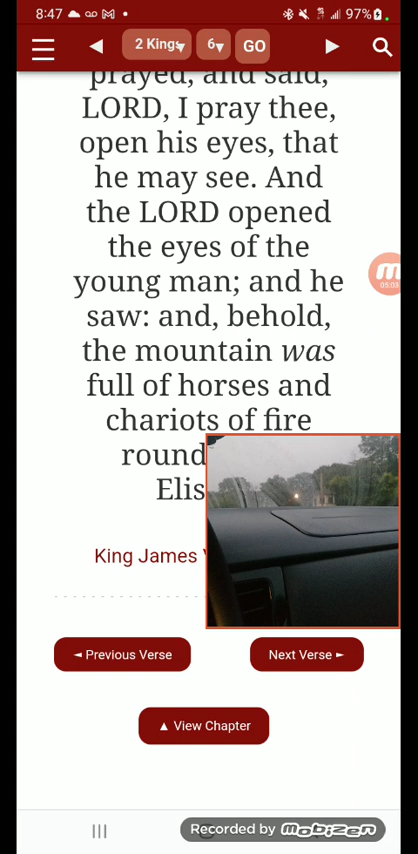 8:47 97%
2 Kings 6 GO
prayed, and said,
LORD, I pray thee,
open his eyes, that
he may see. And
the LORD opened
the eyes of the
young man; and he
saw: and, behold,
05:03
the mountain was
full of horses and
chariots of fire
round
Elis
King James V
◄ Previous Verse
Next Verse ►
▲ View Chapter
Recorded by mobizen